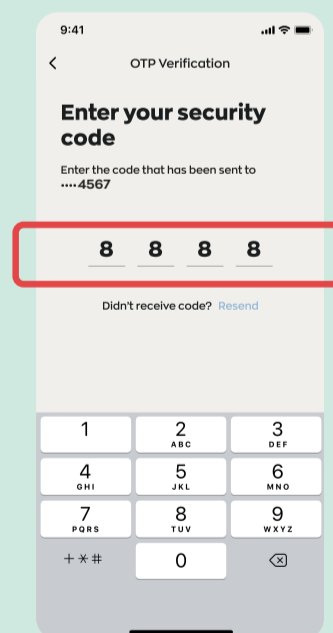 9:41
OTP Verification
Enter your security
code
Enter the code that has been sent to
••••4567
8 8 8 8
Didn't receive code? Resend
1 2 3
ABC DEF
4 5 6
GHI JKL MNO
7 8 9
PQRS TUV WXYZ
+*# 0